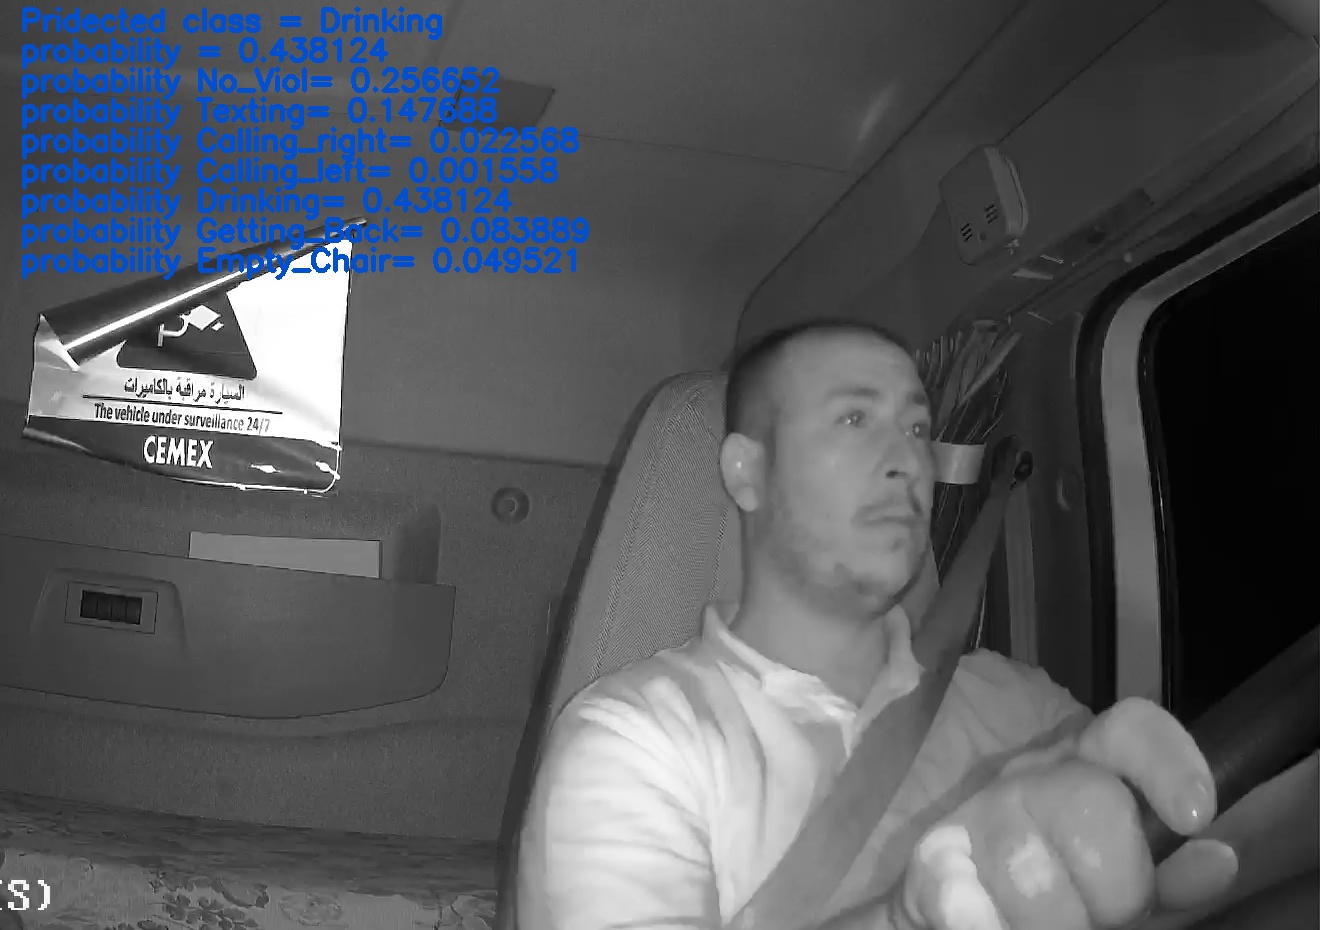 Pridected class = Drinking
probability = 0.438124
probability No_Viol= 0.256652
probability Texting= 0.147688
probability Calling_right= 0.022568
probability Calling_left= 0.001558
probability Drinking= 0.438124
probability Getting_Back= 0.083889
probability Empty_Chair= 0.049521
السيارة مراقبة بالكاميرات
The vehicle under surveillance 24/7
CEMEX
S)